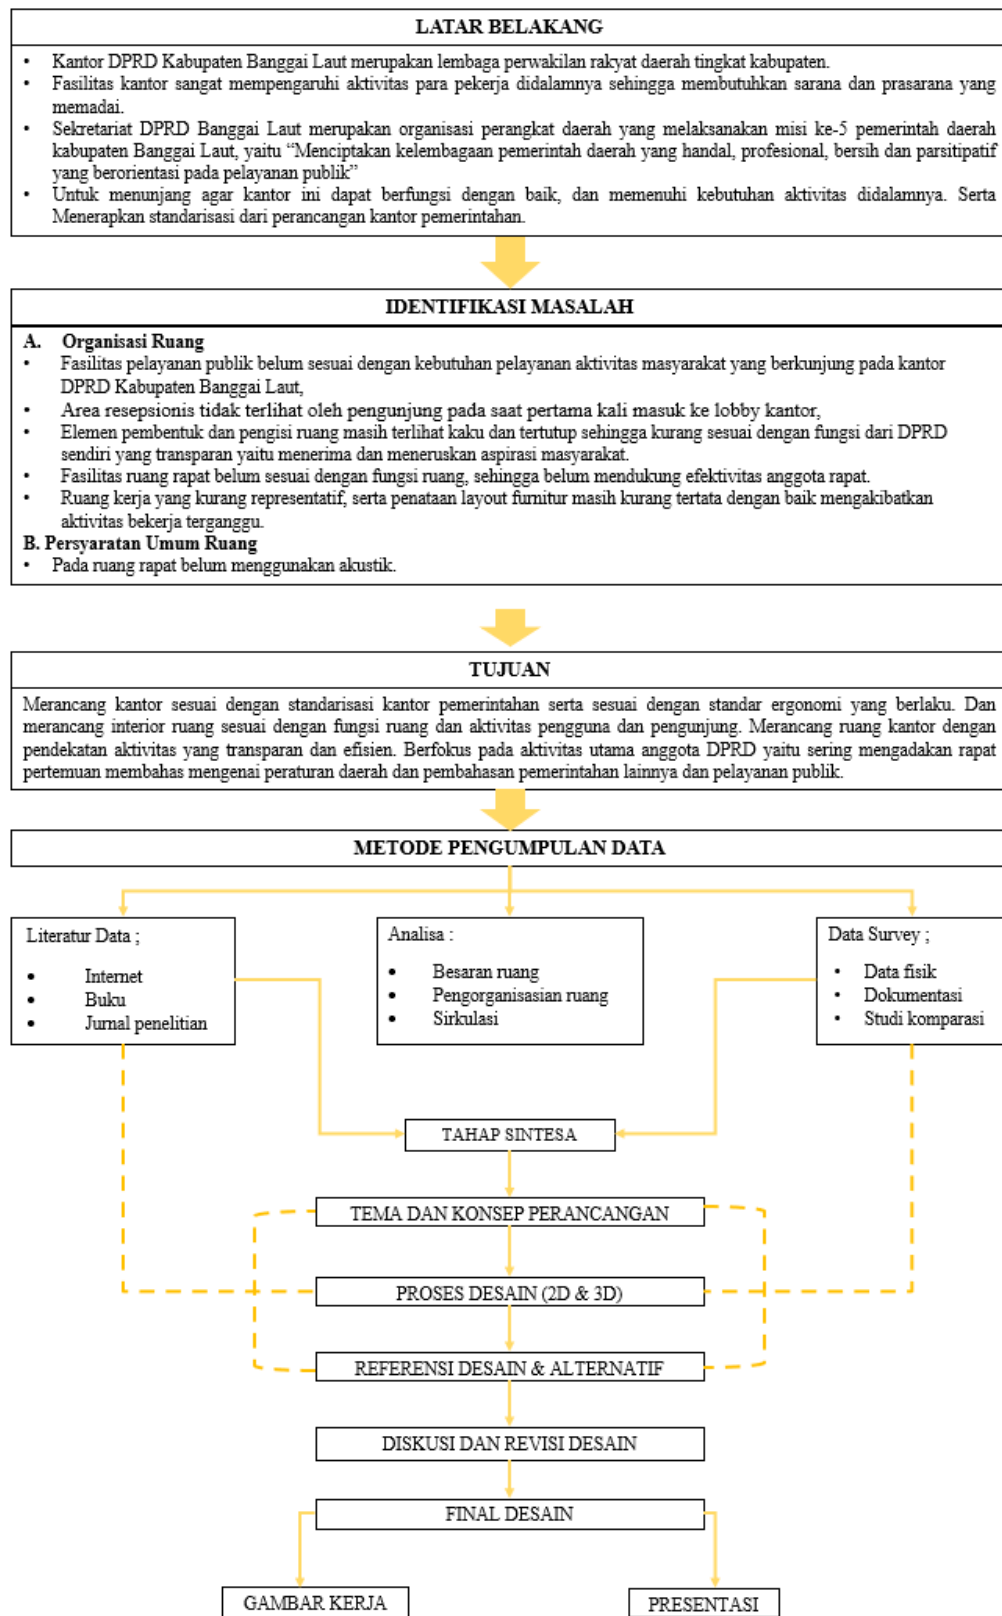 LATAR BELAKANG
• Kantor DPRD Kabupaten Banggai Laut merupakan lembaga perwakilan rakyat daerah tingkat kabupaten.
• Fasilitas kantor sangat mempengaruhi aktivitas para pekerja didalamnya sehingga membutuhkan sarana dan prasarana yang
memadai.
• Sekretariat DPRD Banggai Laut merupakan organisasi perangkat daerah yang melaksanakan misi ke-5 pemerintah daerah
kabupaten Banggai Laut, yaitu “Menciptakan kelembagaan pemerintah daerah yang handal, profesional, bersih dan parsitipatif
yang berorientasi pada pelayanan publik”
• Untuk menunjang agar kantor ini dapat berfungsi dengan baik, dan memenuhi kebutuhan aktivitas didalamnya. Serta
Menerapkan standarisasi dari perancangan kantor pemerintahan.
IDENTIFIKASI MASALAH
A. Organisasi Ruang
• Fasilitas pelayanan publik belum sesuai dengan kebutuhan pelayanan aktivitas masyarakat yang berkunjung pada kantor
DPRD Kabupaten Banggai Laut,
• Area resepsionis tidak terlihat oleh pengunjung pada saat pertama kali masuk ke lobby kantor,
• Elemen pembentuk dan pengisi ruang masih terlihat kaku dan tertutup sehingga kurang sesuai dengan fungsi dari DPRD
sendiri yang transparan yaitu menerima dan meneruskan aspirasi masyarakat.
• Fasilitas ruang rapat belum sesuai dengan fungsi ruang, sehingga belum mendukung efektivitas anggota rapat.
• Ruang kerja yang kurang representatif, serta penataan layout furnitur masih kurang tertata dengan baik mengakibatkan
aktivitas bekerja terganggu.
B. Persyaratan Umum Ruang
• Pada ruang rapat belum menggunakan akustik.
TUJUAN
Merancang kantor sesuai dengan standarisasi kantor pemerintahan serta sesuai dengan standar ergonomi yang berlaku. Dan
merancang interior ruang sesuai dengan fungsi ruang dan aktivitas pengguna dan pengunjung. Merancang ruang kantor dengan
pendekatan aktivitas yang transparan dan efisien. Berfokus pada aktivitas utama anggota DPRD yaitu sering mengadakan rapat
pertemuan membahas mengenai peraturan daerah dan pembahasan pemerintahan lainnya dan pelayanan publik.
METODE PENGUMPULAN DATA
Literatur Data ;
• Internet
• Buku
• Jurnal penelitian
Analisa :
• Besaran ruang
• Pengorganisasian ruang
• Sirkulasi
Data Survey ;
• Data fisik
• Dokumentasi
• Studi komparasi
TAHAP SINTESA
TEMA DAN KONSEP PERANCANGAN
PROSES DESAIN (2D & 3D)
REFERENSI DESAIN & ALTERNATIF
DISKUSI DAN REVISI DESAIN
FINAL DESAIN
GAMBAR KERJA
PRESENTASI